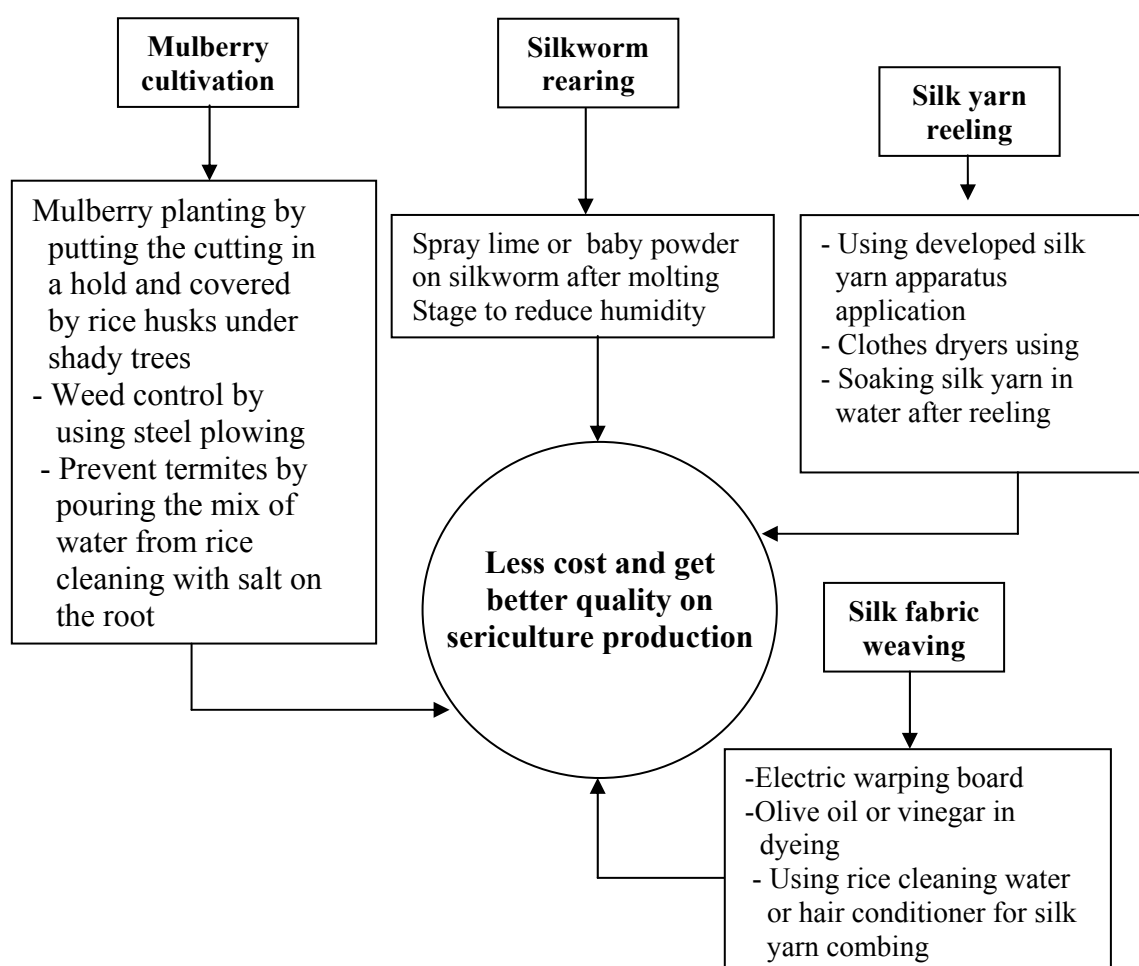 Mulberry
cultivation
Mulberry planting by
putting the cutting in
a hold and covered
by rice husks under
shady trees
- Weed control by
using steel plowing
- Prevent termites by
pouring the mix of
water from rice
cleaning with salt on
the root
Silkworm
rearing
Spray lime or baby powder
on silkworm after molting
Stage to reduce humidity
Silk yarn
reeling
- Using developed silk
yarn apparatus
application
- Clothes dryers using
- Soaking silk yarn in
water after reeling
Less cost and get
better quality on
sericulture production
Silk fabric
weaving
-Electric warping board
-Olive oil or vinegar in
dyeing
- Using rice cleaning water
or hair conditioner for silk
yarn combing